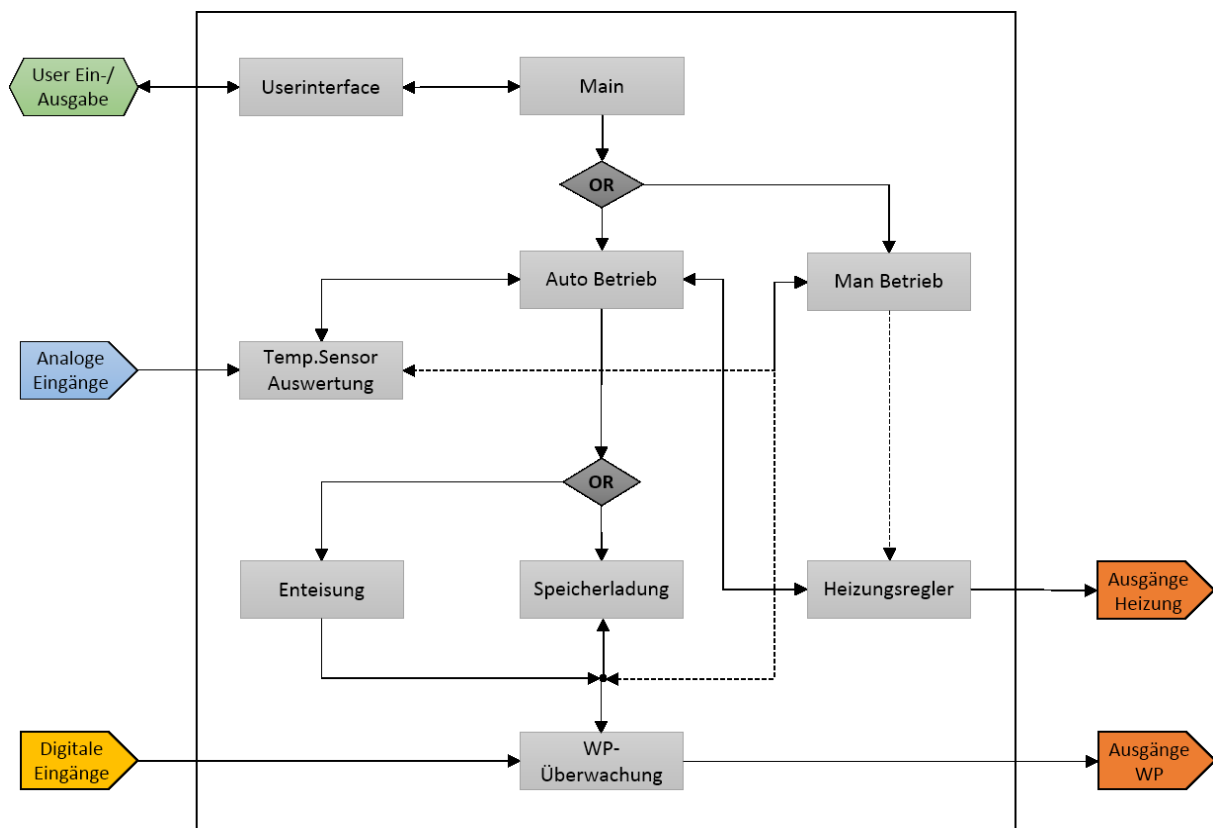 User Ein-/
Ausgabe
Userinterface
Main
OR
Auto Betrieb
Man Betrieb
Analoge
Eingänge
Temp.Sensor
Auswertung
OR
Enteisung
Speicherladung
Heizungsregler
Ausgänge
Heizung
Digitale
Eingänge
WP-
Überwachung
Ausgänge
WP